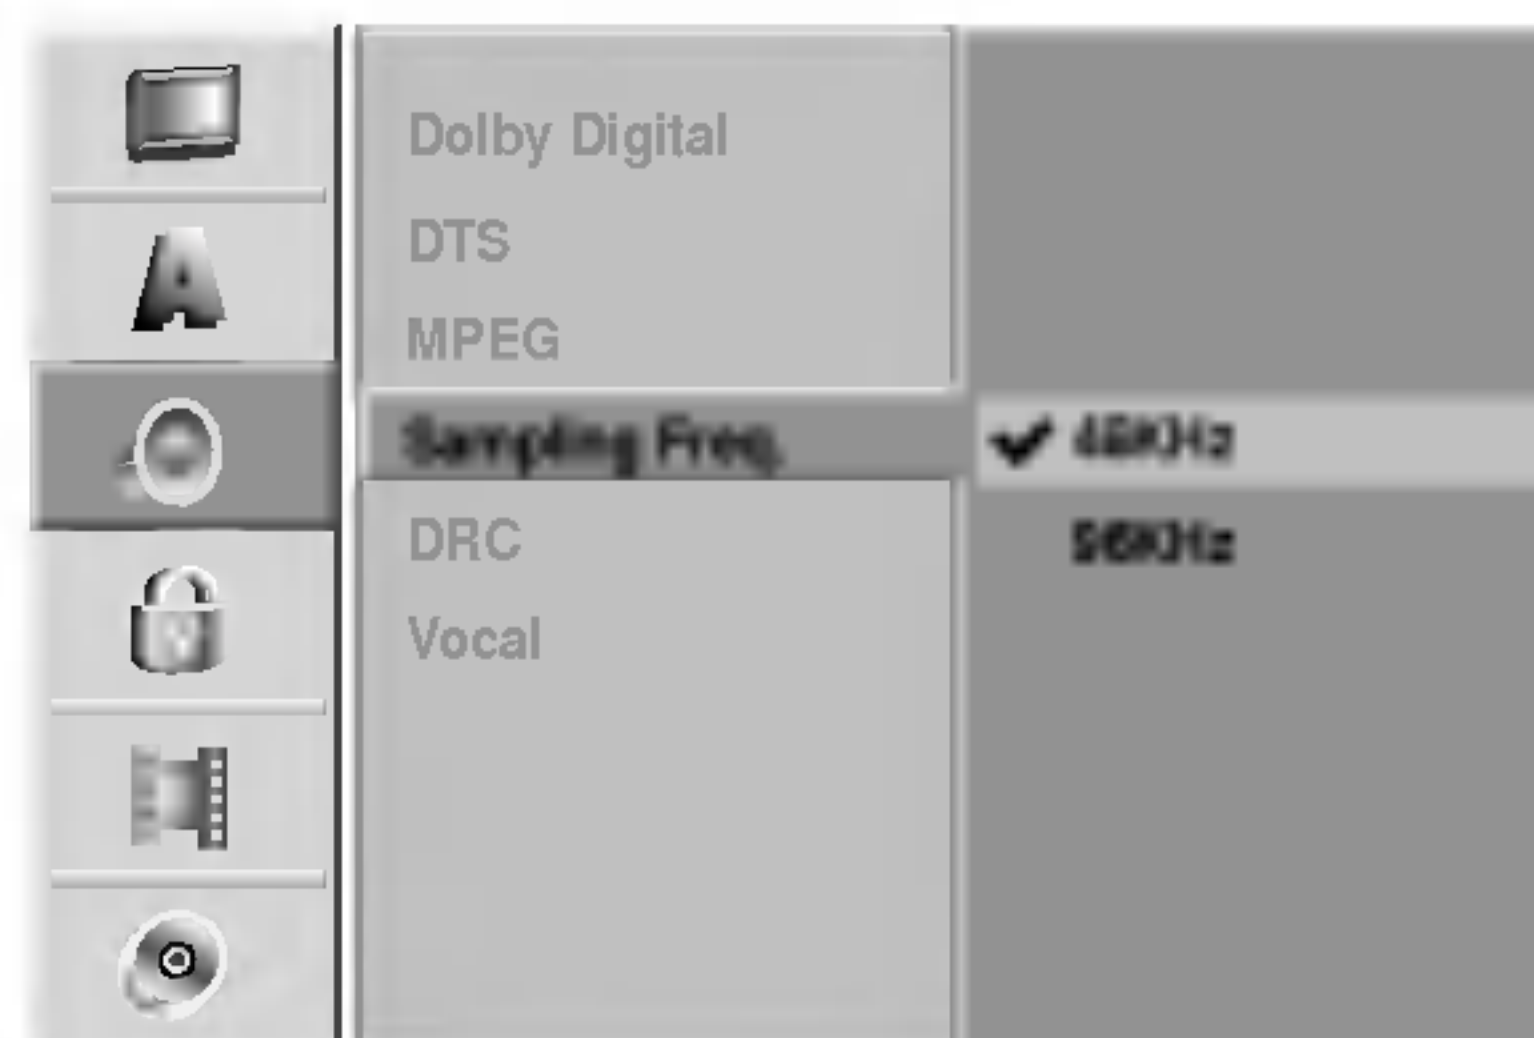 Dolby Digital
DTS
MPEG
Sampling Freq.
48KHz
96KHz
DRC
Vocal